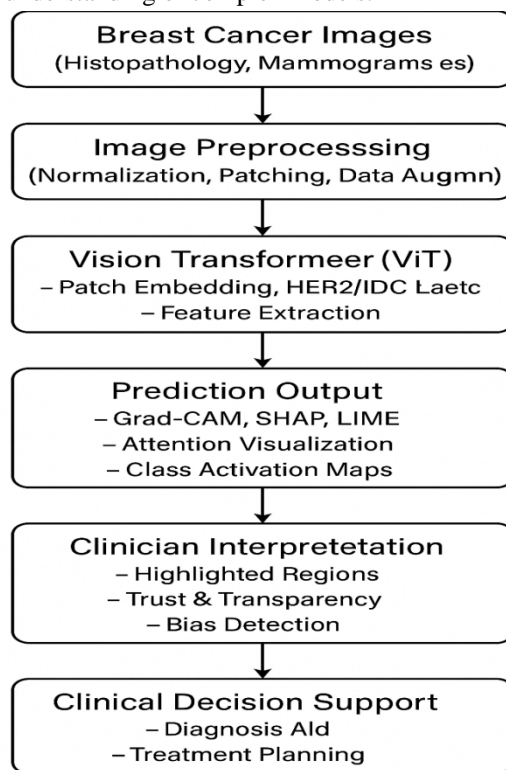 Breast Cancer Images
(Histopathology, Mammograms es)
Image Preprocesssing
(Normalization, Patching, Data Augmn)
Vision Transformeer (ViT)
– Patch Embedding, HER2/IDC Łaetc
– Feature Extraction
Prediction Output
– Grad-CAM, SHAP, LIME
– Attention Visualization
– Class Activation Maps
Clinician Interpretetation
– Highlighted Regions
– Trust & Transparency
– Bias Detection
Clinical Decision Support
– Diagnosis Ald
– Treatment Planning